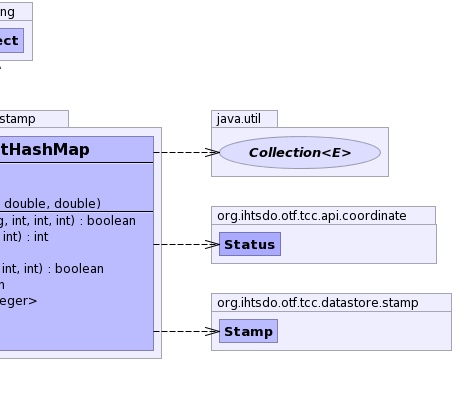 ng
ect
stamp
tHashMap
double, double)
g, int, int, int) : boolean
int) : int
int, int) : boolean
n
eger>
java.util
Collection<E>
org.ihtsdo.otf.tcc.api.coordinate
Status
org.ihtsdo.otf.tcc.datastore.stamp
Stamp